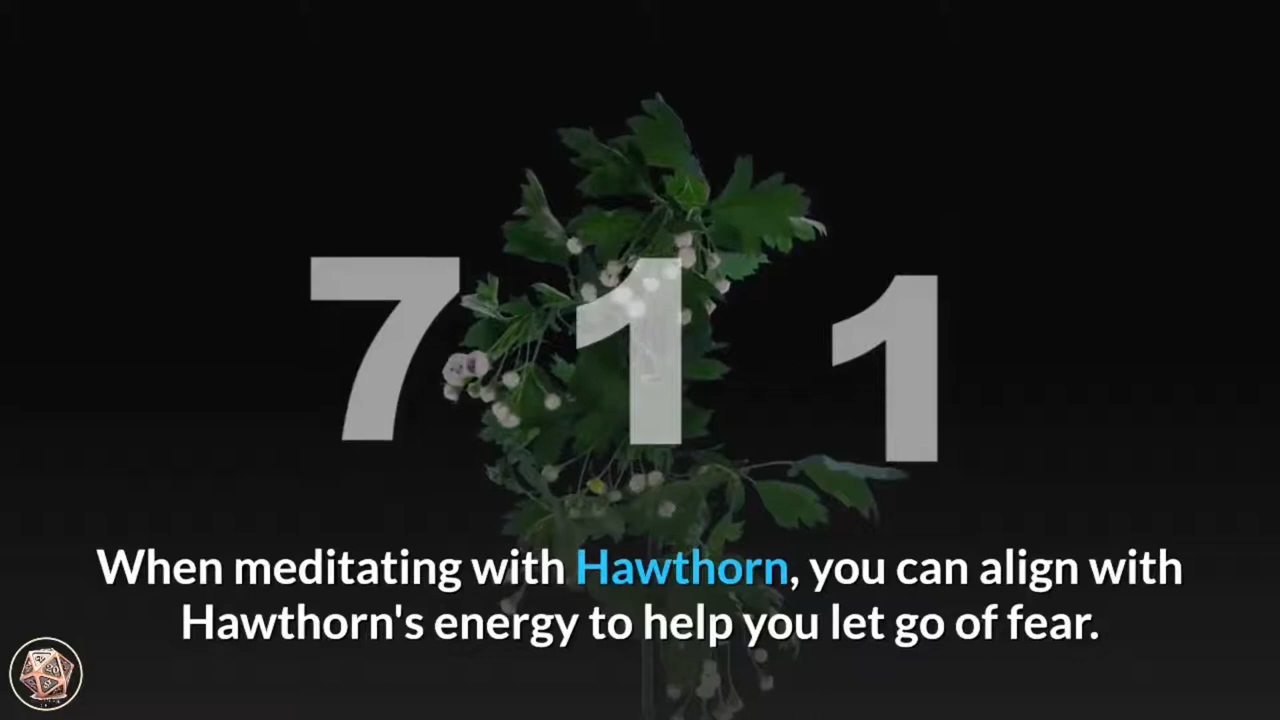 7 1 1
When meditating with Hawthorn, you can align with
Hawthorn's energy to help you let go of fear.